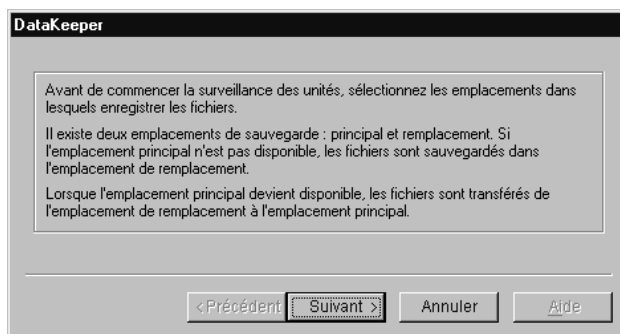 DataKeeper
Avant de commencer la surveillance des unités, sélectionnez les emplacements dans
lesquels enregistrer les fichiers.
Il existe deux emplacements de sauvegarde : principal et remplacement. Si
l'emplacement principal n'est pas disponible, les fichiers sont sauvegardés dans
l'emplacement de remplacement.
Lorsque l'emplacement principal devient disponible, les fichiers sont transférés de
l'emplacement de remplacement à l'emplacement principal.
< Précédent Suivant > Annuler Aide